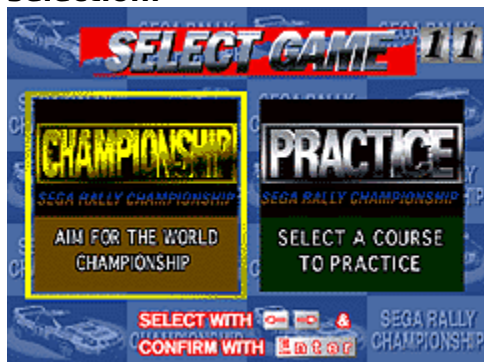 SELECT GAME 11
CHAMPIONSHIP
SEGA RALLY CHAMPIONSHIP
AIM FOR THE WORLD
CHAMPIONSHIP
PRACTICE
SEGA RALLY CHAMPIONSHIP
SELECT A COURSE
TO PRACTICE
SELECT WITH &
CONFIRM WITH Enter
SEGA RALLY
CHAMPIONSHIP